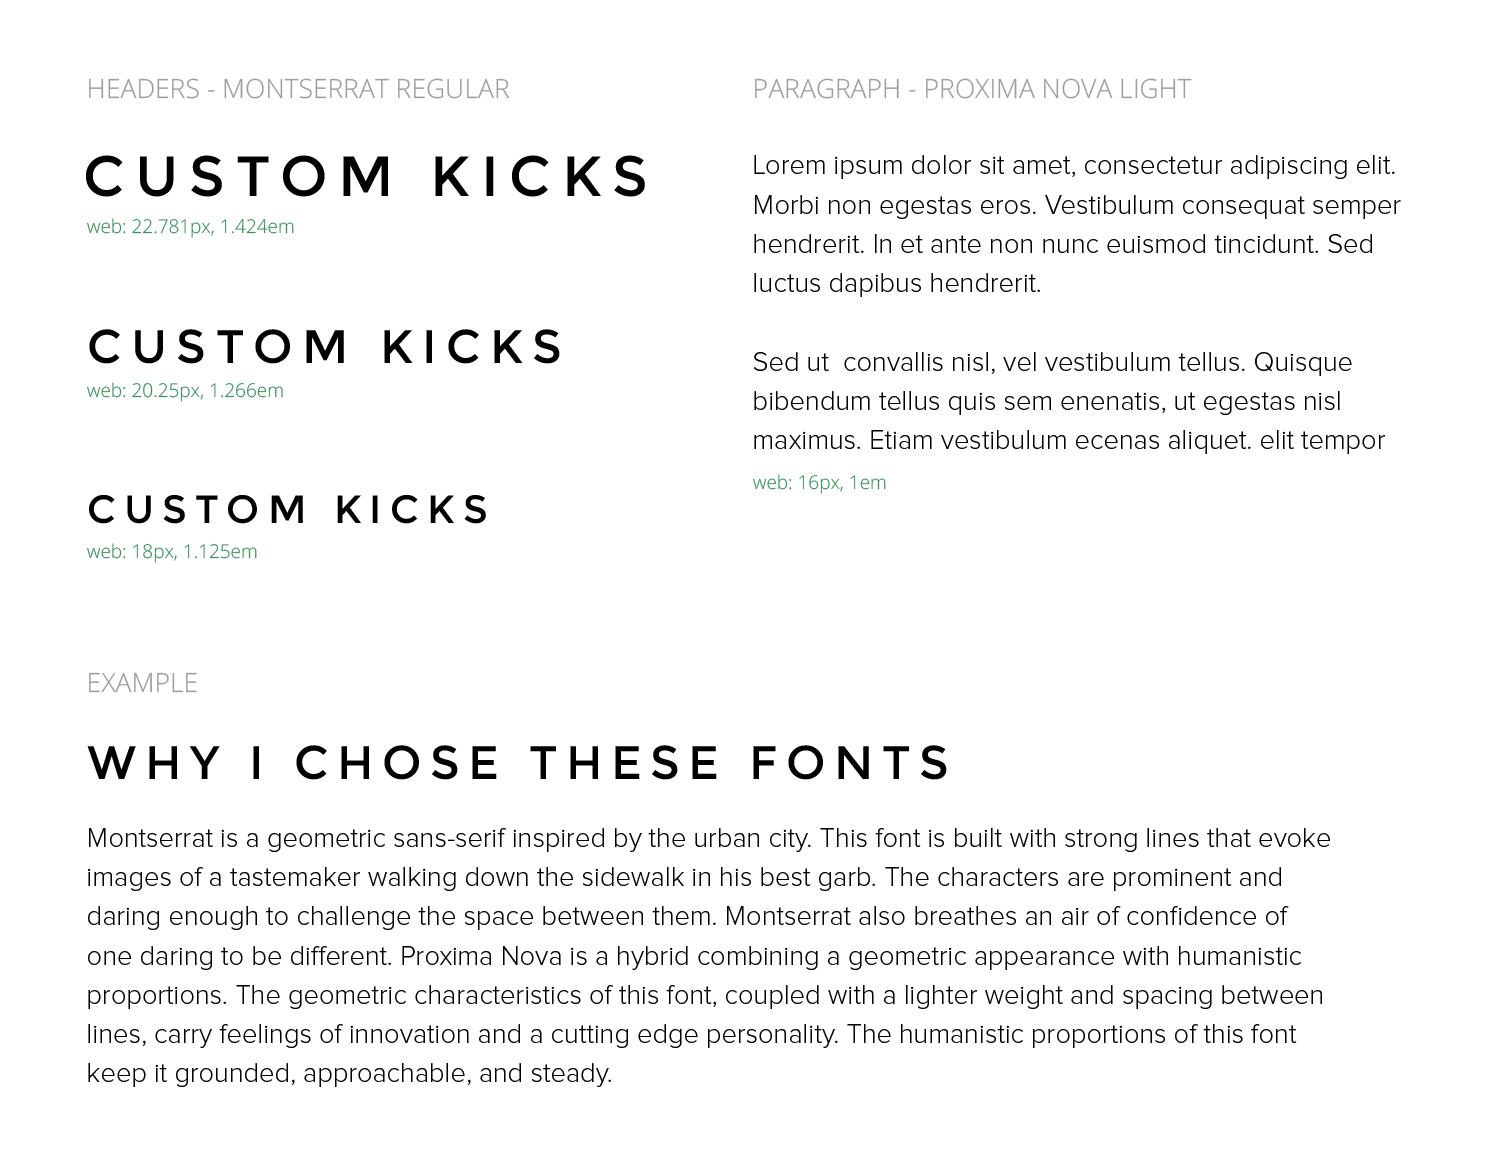 HEADERS - MONTSERRAT REGULAR
CUSTOM KICKS
web: 22.781px, 1.424em
CUSTOM KICKS
web: 20.25px, 1.266em
CUSTOM KICKS
web: 18px, 1.125em
PARAGRAPH - PROXIMA NOVA LIGHT
Lorem ipsum dolor sit amet, consectetur adipiscing elit.
Morbi non egestas eros. Vestibulum consequat semper
hendrerit. In et ante non nunc euismod tincidunt. Sed
luctus dapibus hendrerit.
Sed ut  convallis nisl, vel vestibulum tellus. Quisque
bibendum tellus quis sem enenatis, ut egestas nisl
maximus. Etiam vestibulum ecenas aliquet. elit tempor
web: 16px, 1em
EXAMPLE
WHY I CHOSE THESE FONTS
Montserrat is a geometric sans-serif inspired by the urban city. This font is built with strong lines that evoke
images of a tastemaker walking down the sidewalk in his best garb. The characters are prominent and
daring enough to challenge the space between them. Montserrat also breathes an air of confidence of
one daring to be different. Proxima Nova is a hybrid combining a geometric appearance with humanistic
proportions. The geometric characteristics of this font, coupled with a lighter weight and spacing between
lines, carry feelings of innovation and a cutting edge personality. The humanistic proportions of this font
keep it grounded, approachable, and steady.